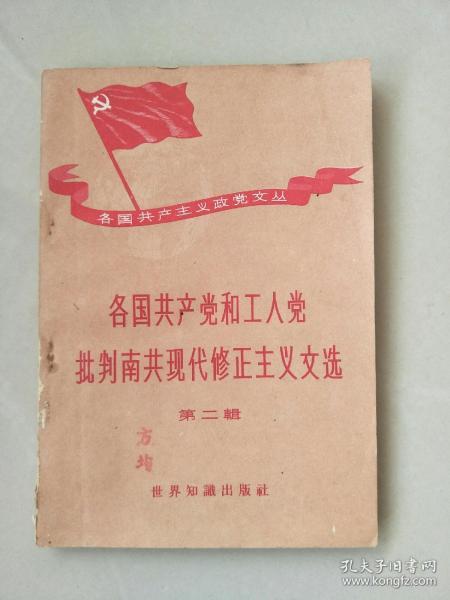 各国共产主义政党文丛
各国共产党和工人党
批判南共现代修正主义文选
第二輯
方
均
世界知識出版社
孔夫子旧书网
www.kongfz.com